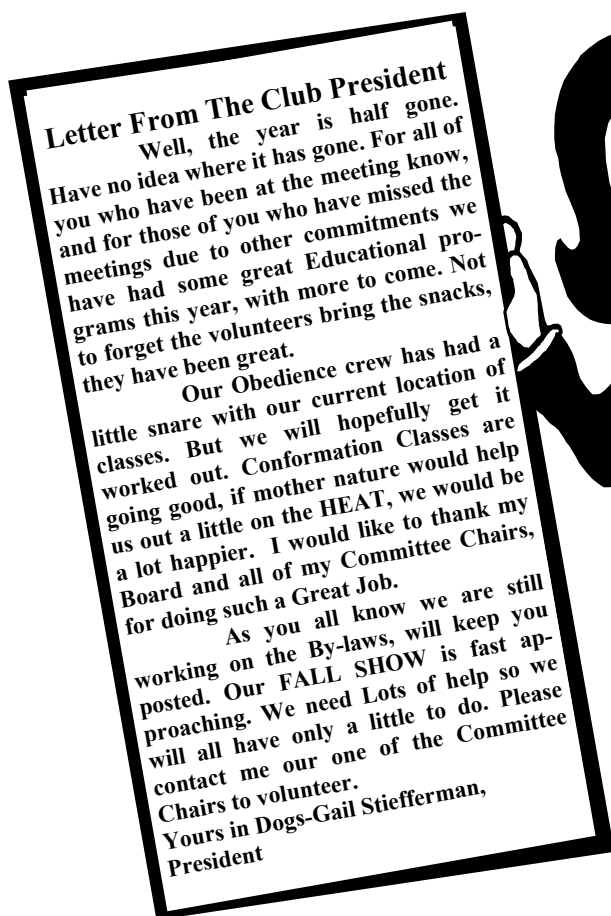 Letter From The Club President
Well, the year is half gone.
Have no idea where it has gone. For all of
you who have been at the meeting know,
and for those of you who have missed the
meetings due to other commitments we
have had some great Educational pro-
grams this year, with more to come. Not
to forget the volunteers bring the snacks,
they have been great.
Our Obedience crew has had a
little snare with our current location of
classes. But we will hopefully get it
worked out. Conformation Classes are
going good, if mother nature would help
us out a little on the HEAT, we would be
a lot happier. I would like to thank my
Board and all of my Committee Chairs,
for doing such a Great Job.
As you all know we are still
working on the By-laws, will keep you
posted. Our FALL SHOW is fast ap-
proaching. We need Lots of help so we
will all have only a little to do. Please
contact me our one of the Committee
Chairs to volunteer.
Yours in Dogs-Gail Stiefferman,
President